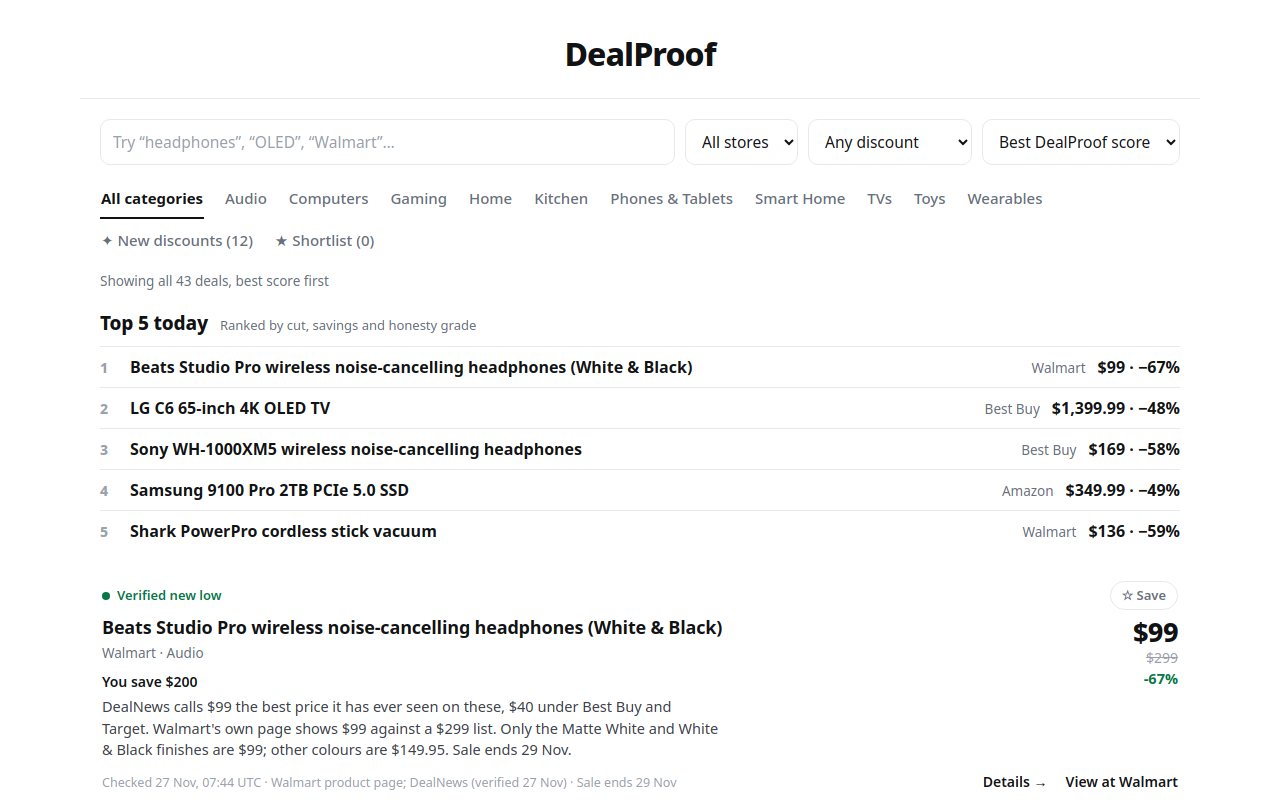 DealProof
Try “headphones”, “OLED”, “Walmart”...
All stores
Any discount
Best DealProof score
All categories Audio Computers Gaming Home Kitchen Phones & Tablets Smart Home TVs Toys Wearables
✦ New discounts (12) ★ Shortlist (0)
Showing all 43 deals, best score first
Top 5 today Ranked by cut, savings and honesty grade
1 Beats Studio Pro wireless noise-cancelling headphones (White & Black) Walmart $99 · −67%
2 LG C6 65-inch 4K OLED TV Best Buy $1,399.99 · −48%
3 Sony WH-1000XM5 wireless noise-cancelling headphones Best Buy $169 · −58%
4 Samsung 9100 Pro 2TB PCIe 5.0 SSD Amazon $349.99 · −49%
5 Shark PowerPro cordless stick vacuum Walmart $136 · −59%
Verified new low ☆ Save
Beats Studio Pro wireless noise-cancelling headphones (White & Black) $99
Walmart · Audio $299
You save $200 -67%
DealNews calls $99 the best price it has ever seen on these, $40 under Best Buy and
Target. Walmart's own page shows $99 against a $299 list. Only the Matte White and White
& Black finishes are $99; other colours are $149.95. Sale ends 29 Nov.
Checked 27 Nov, 07:44 UTC · Walmart product page; DealNews (verified 27 Nov) · Sale ends 29 Nov Details → View at Walmart